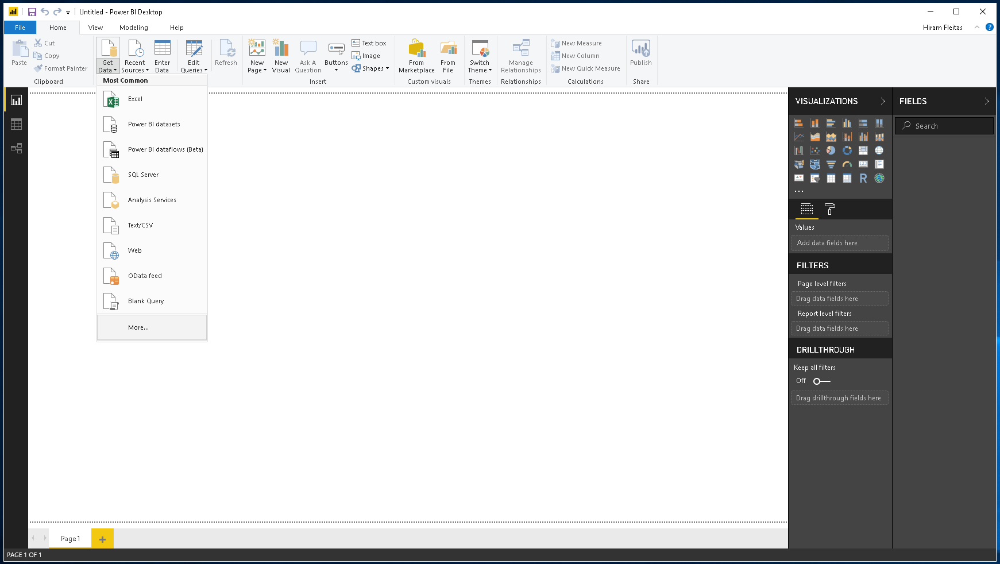 Untitled - Power BI Desktop
File Home View Modeling Help Hiram Fleitas ?
Paste
Cut
Copy
Format Painter
Clipboard
Get Data
Recent Sources
Enter Data
Edit Queries
Refresh
New Page
New Visual
Ask A Question
Buttons
Text box
Image
Shapes
Insert
From Marketplace
From File
Custom visuals
Switch Theme
Themes
Manage Relationships
Relationships
New Measure
New Column
New Quick Measure
Calculations
Publish
Share
Most Common
Excel
Power BI datasets
Power BI dataflows (Beta)
SQL Server
Analysis Services
Text/CSV
Web
OData feed
Blank Query
More...
VISUALIZATIONS
R
...
Values
Add data fields here
FILTERS
Page level filters
Drag data fields here
Report level filters
Drag data fields here
DRILLTHROUGH
Keep all filters
Off
Drag drillthrough fields here
FIELDS
Search
Page 1
PAGE 1 OF 1